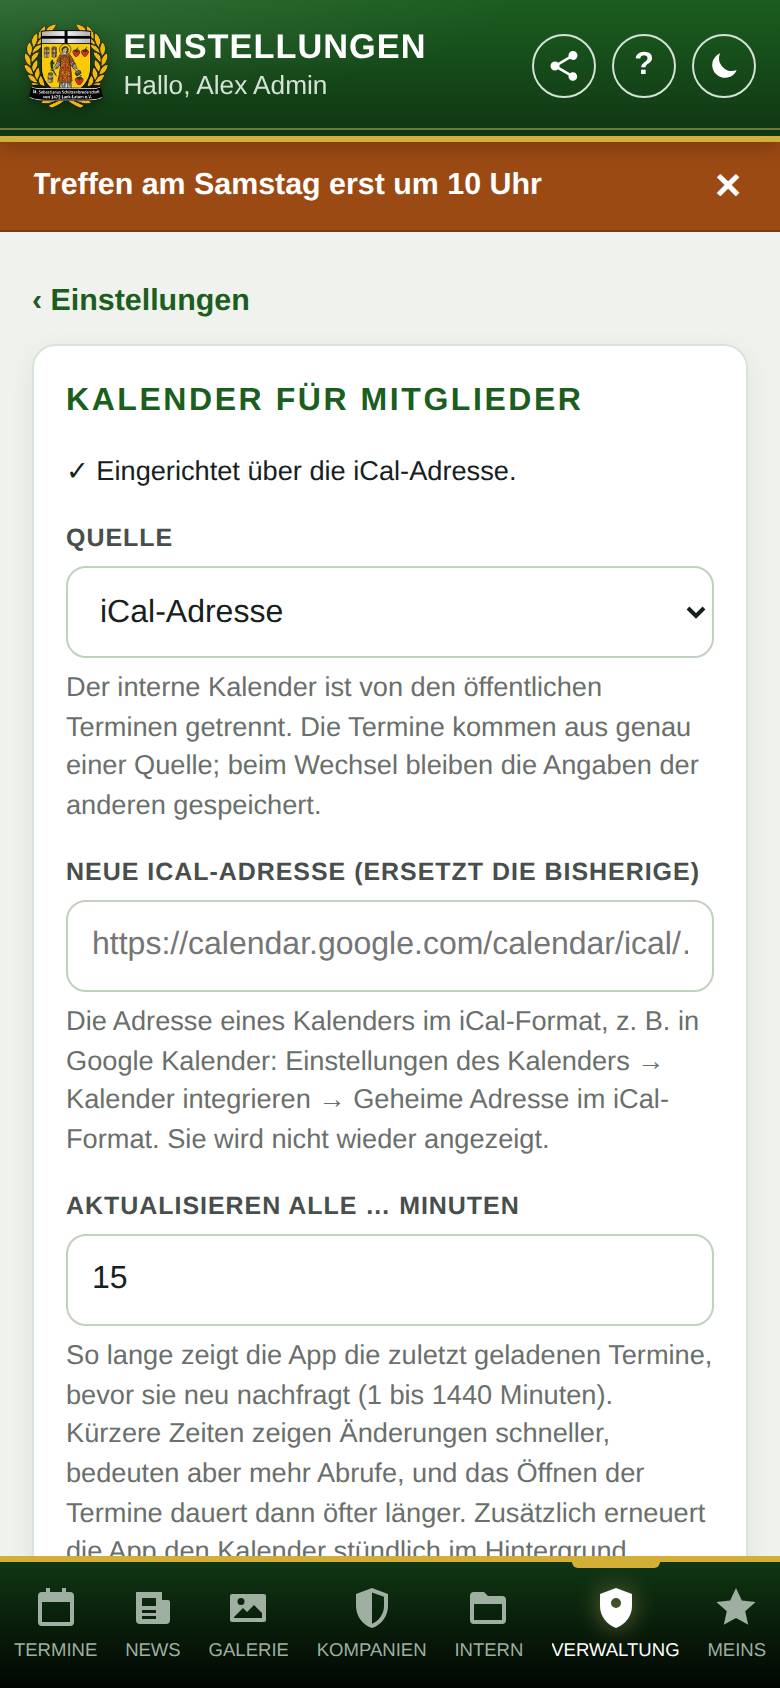 EINSTELLUNGEN
Hallo, Alex Admin
?
Treffen am Samstag erst um 10 Uhr
×
‹ Einstellungen
KALENDER FÜR MITGLIEDER
✓ Eingerichtet über die iCal-Adresse.
QUELLE
iCal-Adresse
Der interne Kalender ist von den öffentlichen
Terminen getrennt. Die Termine kommen aus genau
einer Quelle; beim Wechsel bleiben die Angaben der
anderen gespeichert.
NEUE ICAL-ADRESSE (ERSETZT DIE BISHERIGE)
https://calendar.google.com/calendar/ical/.
Die Adresse eines Kalenders im iCal-Format, z. B. in
Google Kalender: Einstellungen des Kalenders →
Kalender integrieren → Geheime Adresse im iCal-
Format. Sie wird nicht wieder angezeigt.
AKTUALISIEREN ALLE … MINUTEN
15
So lange zeigt die App die zuletzt geladenen Termine,
bevor sie neu nachfragt (1 bis 1440 Minuten).
Kürzere Zeiten zeigen Änderungen schneller,
bedeuten aber mehr Abrufe, und das Öffnen der
Termine dauert dann öfter länger. Zusätzlich erneuert
die App den Kalender stündlich im Hintergrund
TERMINE
NEWS
GALERIE
KOMPANIEN
INTERN
VERWALTUNG
MEINS